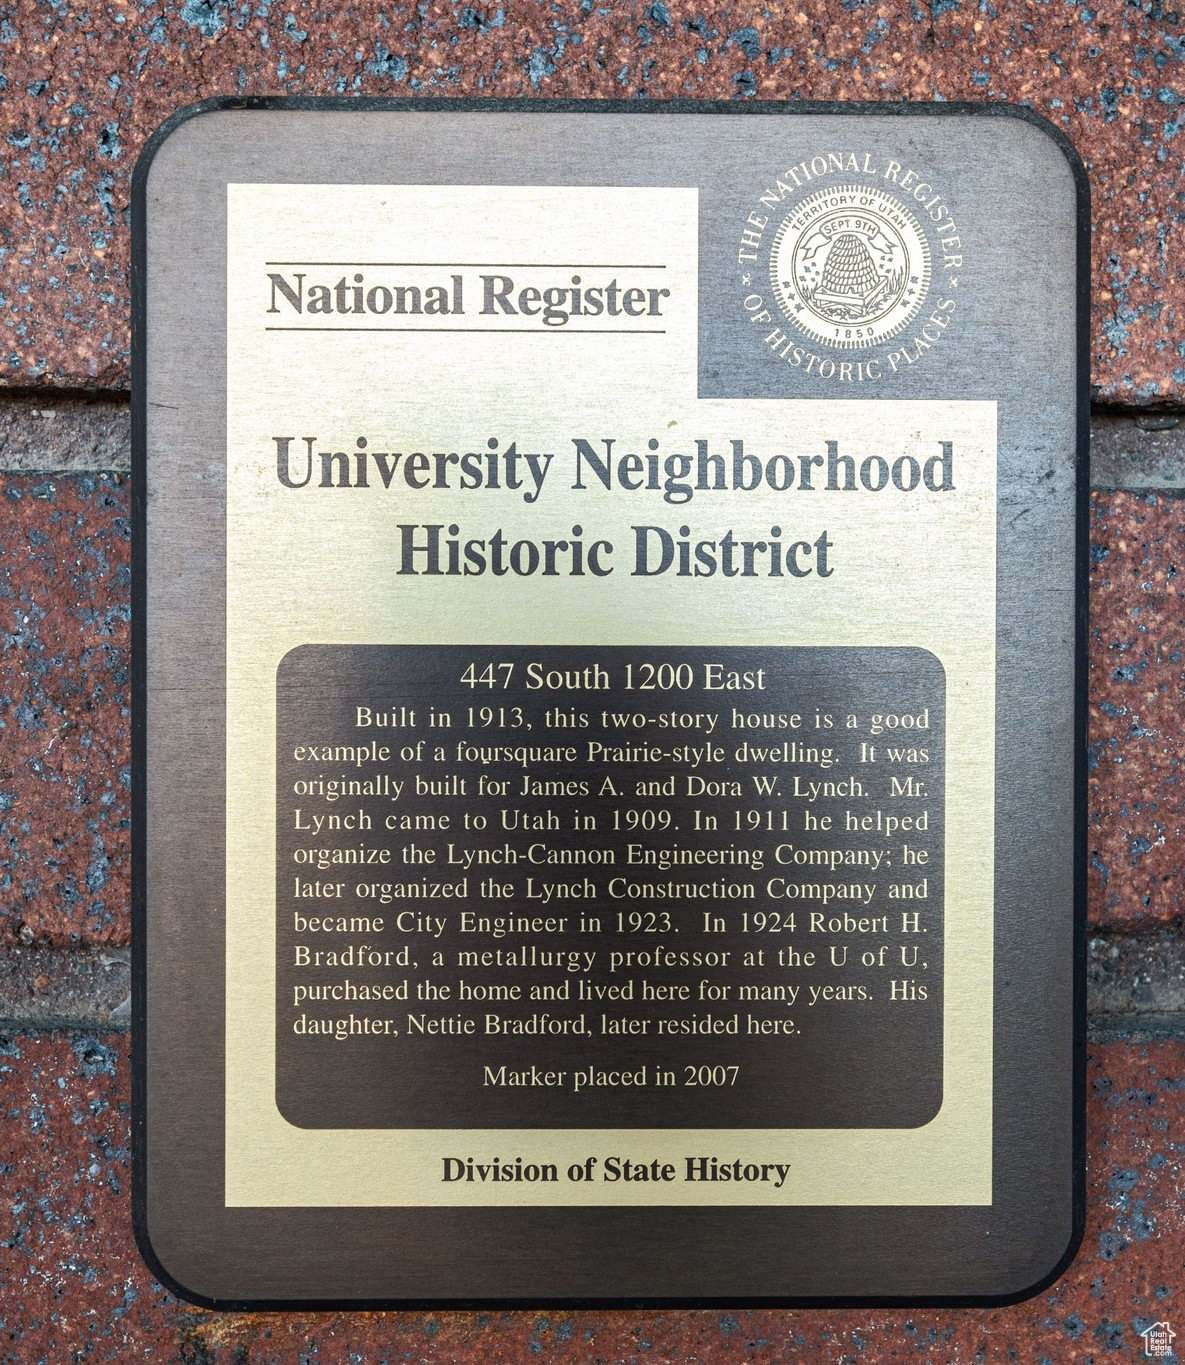 National Register
THE NATIONAL REGISTER
OF HISTORIC PLACES
TERRITORY OF UTAH
SEPT. 9TH
1850
University Neighborhood
Historic District
447 South 1200 East
Built in 1913, this two-story house is a good
example of a foursquare Prairie-style dwelling. It was
originally built for James A. and Dora W. Lynch. Mr.
Lynch came to Utah in 1909. In 1911 he helped
organize the Lynch-Cannon Engineering Company; he
later organized the Lynch Construction Company and
became City Engineer in 1923. In 1924 Robert H.
Bradford, a metallurgy professor at the U of U,
purchased the home and lived here for many years. His
daughter, Nettie Bradford, later resided here.
Marker placed in 2007
Division of State History
Utah
Real
Estate
.com